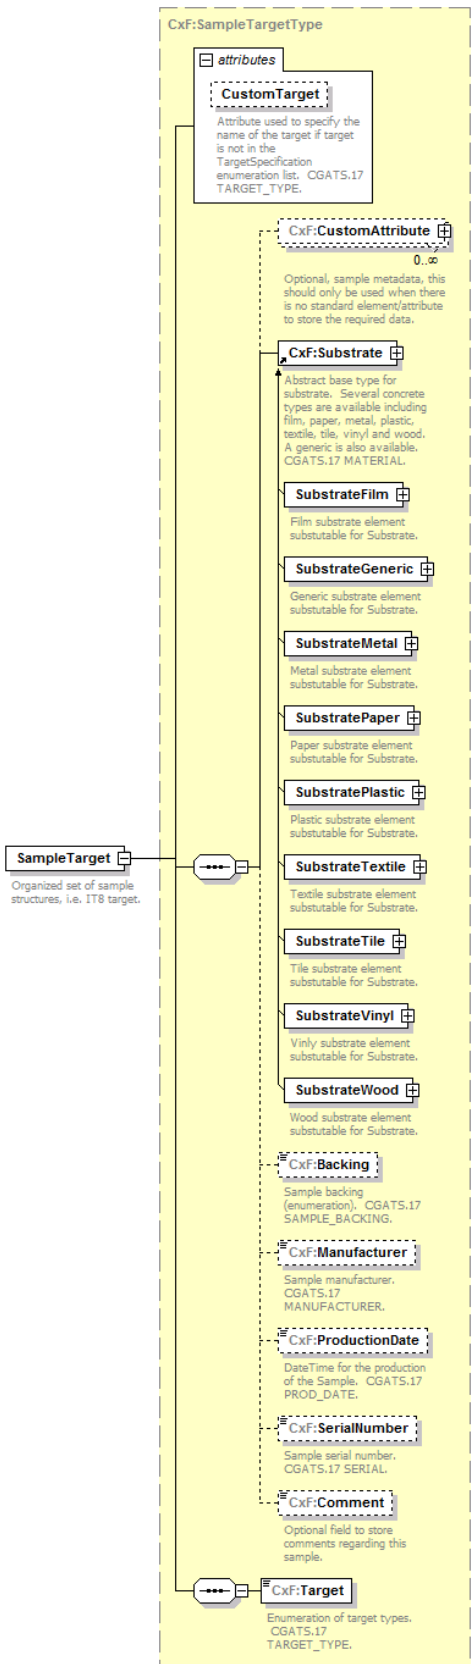 CxF:SampleTargetType
attributes
CustomTarget
Attribute used to specify the
name of the target if target
is not in the
TargetSpecification
enumeration list.  CGATS.17
TARGET_TYPE.
CxF:CustomAttribute
0..∞
Optional, sample metadata, this
should only be used when there
is no standard element/attribute
to store the required data.
CxF:Substrate
Abstract base type for
substrate.  Several concrete
types are available including
film, paper, metal, plastic,
textile, tile, vinyl and wood.
A generic is also available.
CGATS.17 MATERIAL.
SubstrateFilm
Film substrate element
substutable for Substrate.
SubstrateGeneric
Generic substrate element
substutable for Substrate.
SubstrateMetal
Metal substrate element
substutable for Substrate.
SubstratePaper
Paper substrate element
substutable for Substrate.
SubstratePlastic
Plastic substrate element
substutable for Substrate.
SampleTarget
Organized set of sample
structures, i.e. IT8 target.
SubstrateTextile
Textile substrate element
substutable for Substrate.
SubstrateTile
Tile substrate element
substutable for Substrate.
SubstrateVinyl
Vinly substrate element
substutable for Substrate.
SubstrateWood
Wood substrate element
substutable for Substrate.
CxF:Backing
Sample backing
(enumeration).  CGATS.17
SAMPLE_BACKING.
CxF:Manufacturer
Sample manufacturer.
CGATS.17
MANUFACTURER.
CxF:ProductionDate
DateTime for the production
of the Sample.  CGATS.17
PROD_DATE.
CxF:SerialNumber
Sample serial number.
CGATS.17 SERIAL.
CxF:Comment
Optional field to store
comments regarding this
sample.
CxF:Target
Enumeration of target types.
CGATS.17
TARGET_TYPE.